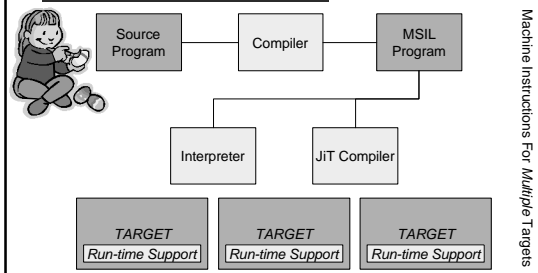 Source
Program
Compiler
MSIL
Program
Interpreter
JiT Compiler
TARGET
Run-time Support
TARGET
Run-time Support
TARGET
Run-time Support
Machine Instructions For Multiple Targets